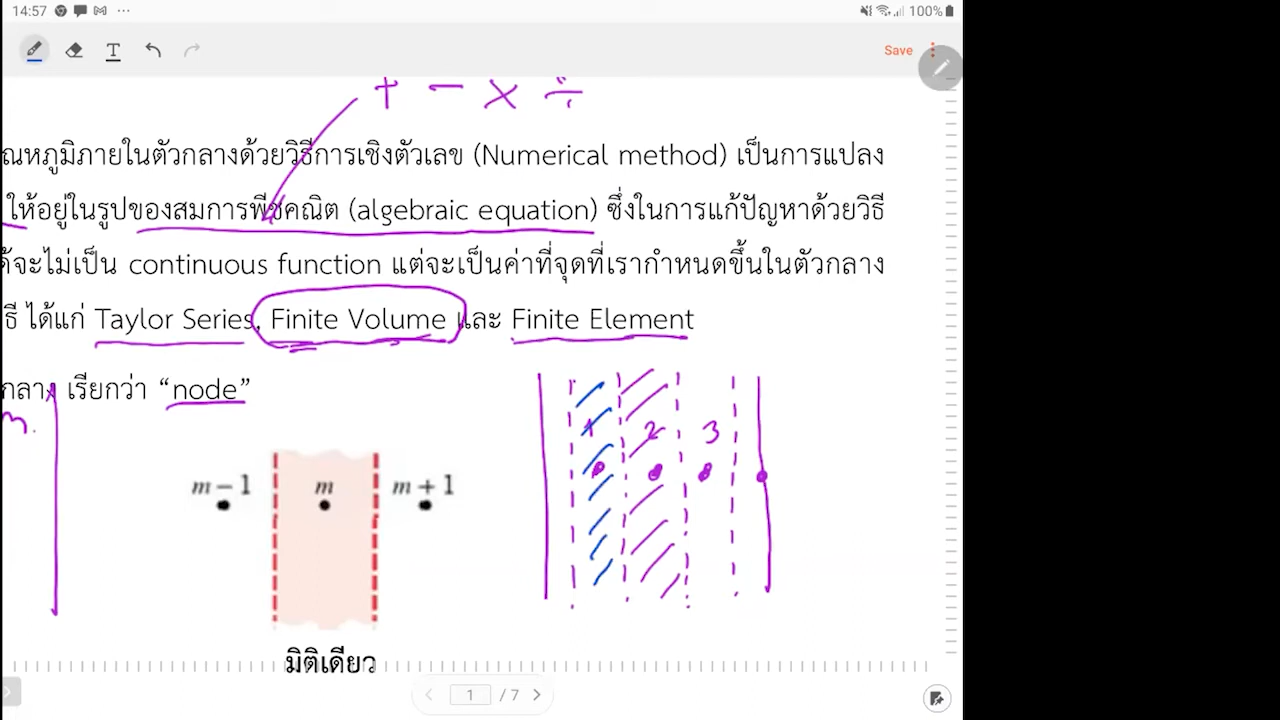 14:57 100%
T Save
+ − × ÷
ณหภูมิภายในตัวกลางด้วยวิธีการเชิงตัวเลข (Numerical method) เป็นการแปลง
ให้อยู่ในรูปของสมการพีชคณิต (algebraic equation) ซึ่งในการแก้ปัญหาด้วยวิธี
ด้จะไม่เป็น continuous function แต่จะเป็นค่าที่จุดที่เรากำหนดขึ้นในตัวกลาง
ธี ได้แก่ Taylor Series, Finite Volume และ Finite Element
กลาง เรียกว่า “node”
m.
1 2 3
m − 1 m m + 1
มิติเดียว
1 / 7